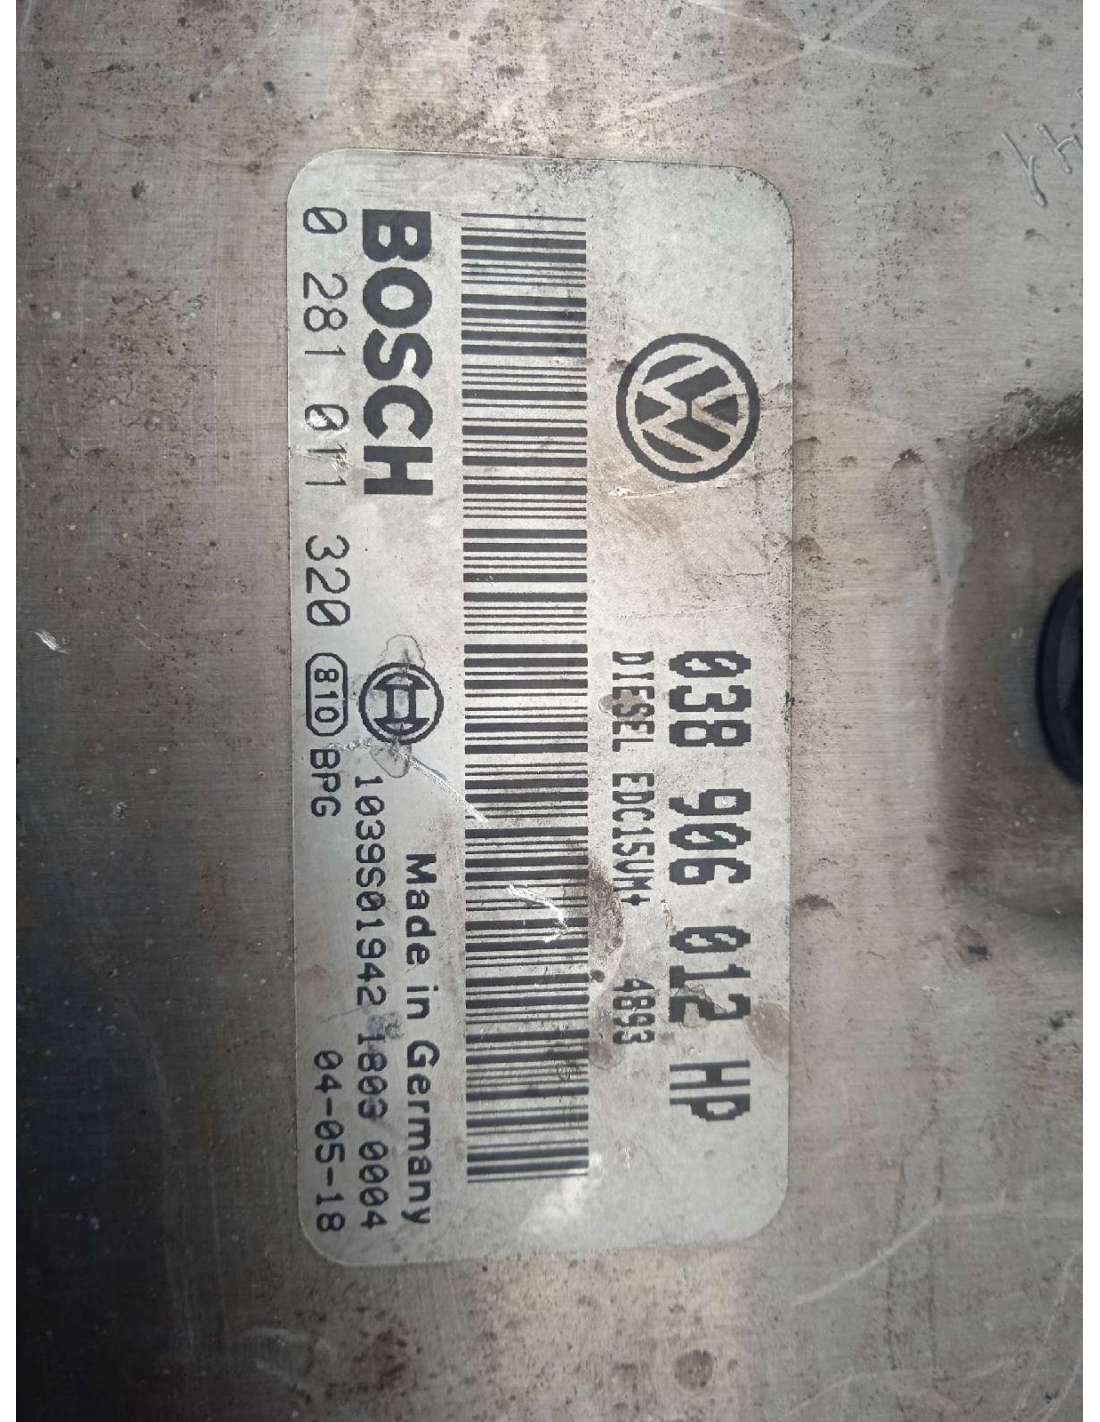 038 906 012 HP
DIESEL EDC15VM+ 4893
BOSCH
Made in Germany
1039S01942 1803 0004
0 281 011 320 810 BPG 04-05-18